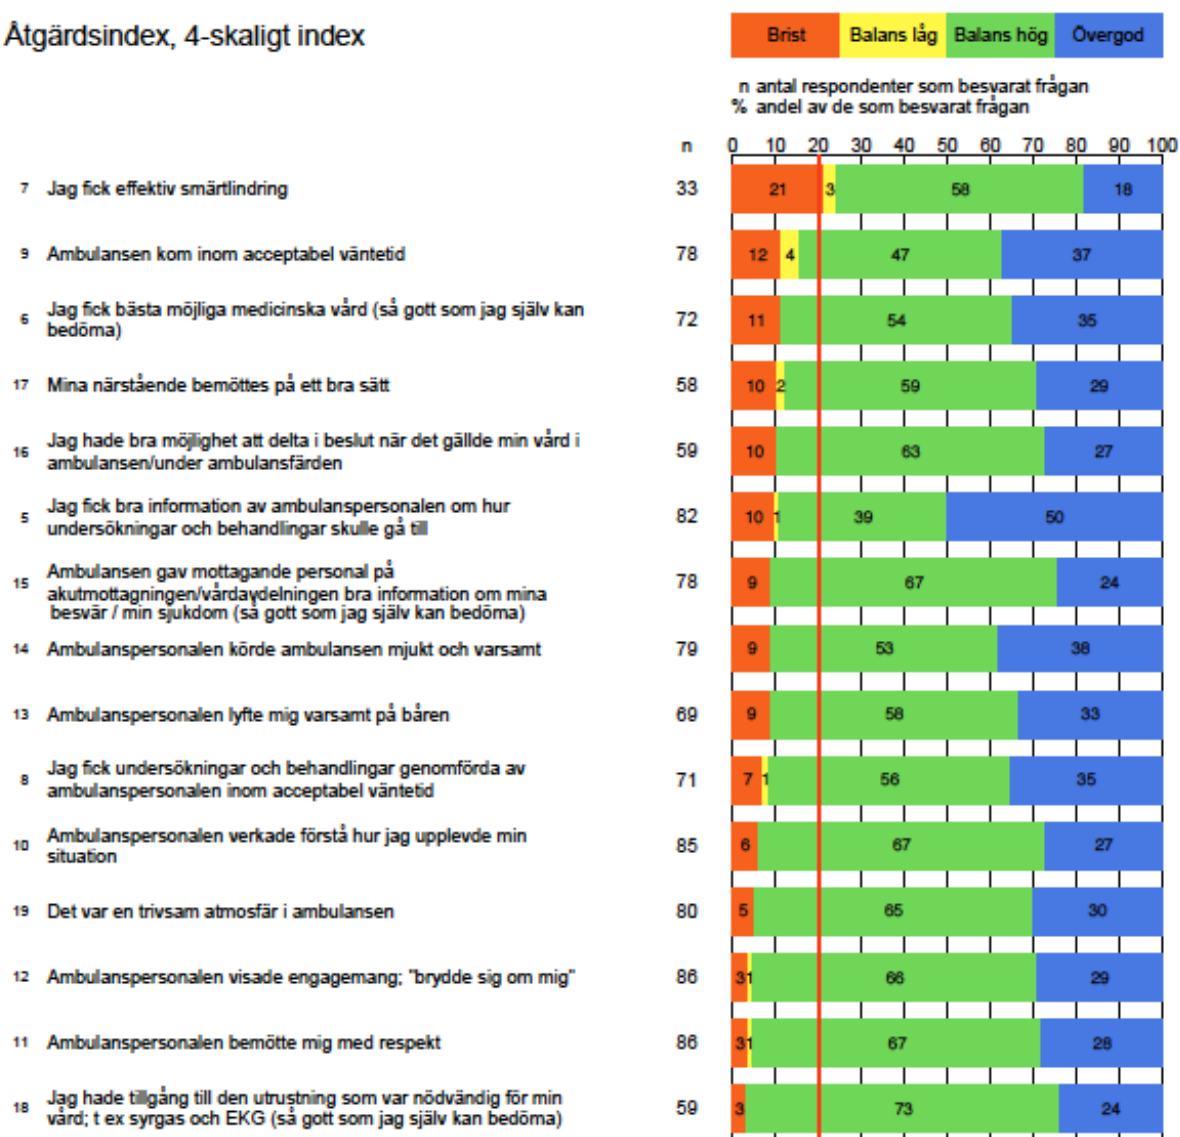 Åtgärdsindex, 4-skaligt index
Brist Balans låg Balans hög Övergod
n antal respondenter som besvarat frågan
% andel av de som besvarat frågan
n 0 10 20 30 40 50 60 70 80 90 100
7 Jag fick effektiv smärtlindring 33 21 3 58 18
9 Ambulansen kom inom acceptabel väntetid 78 12 4 47 37
6 Jag fick bästa möjliga medicinska vård (så gott som jag själv kan
bedöma) 72 11 54 35
17 Mina närstående bemöttes på ett bra sätt 58 10 2 59 29
16 Jag hade bra möjlighet att delta i beslut när det gällde min vård i
ambulansen/under ambulansfärden 59 10 63 27
5 Jag fick bra information av ambulanspersonalen om hur
undersökningar och behandlingar skulle gå till 82 10 1 39 50
15 Ambulansen gav mottagande personal på
akutmottagningen/vårdavdelningen bra information om mina
besvär / min sjukdom (så gott som jag själv kan bedöma) 78 9 67 24
14 Ambulanspersonalen körde ambulansen mjukt och varsamt 79 9 53 38
13 Ambulanspersonalen lyfte mig varsamt på båren 69 9 58 33
8 Jag fick undersökningar och behandlingar genomförda av
ambulanspersonalen inom acceptabel väntetid 71 7 1 56 35
10 Ambulanspersonalen verkade förstå hur jag upplevde min
situation 85 6 67 27
19 Det var en trivsam atmosfär i ambulansen 80 5 65 30
12 Ambulanspersonalen visade engagemang; "brydde sig om mig" 86 3 1 66 29
11 Ambulanspersonalen bemötte mig med respekt 86 3 1 67 28
18 Jag hade tillgång till den utrustning som var nödvändig för min
vård; t ex syrgas och EKG (så gott som jag själv kan bedöma) 59 3 73 24